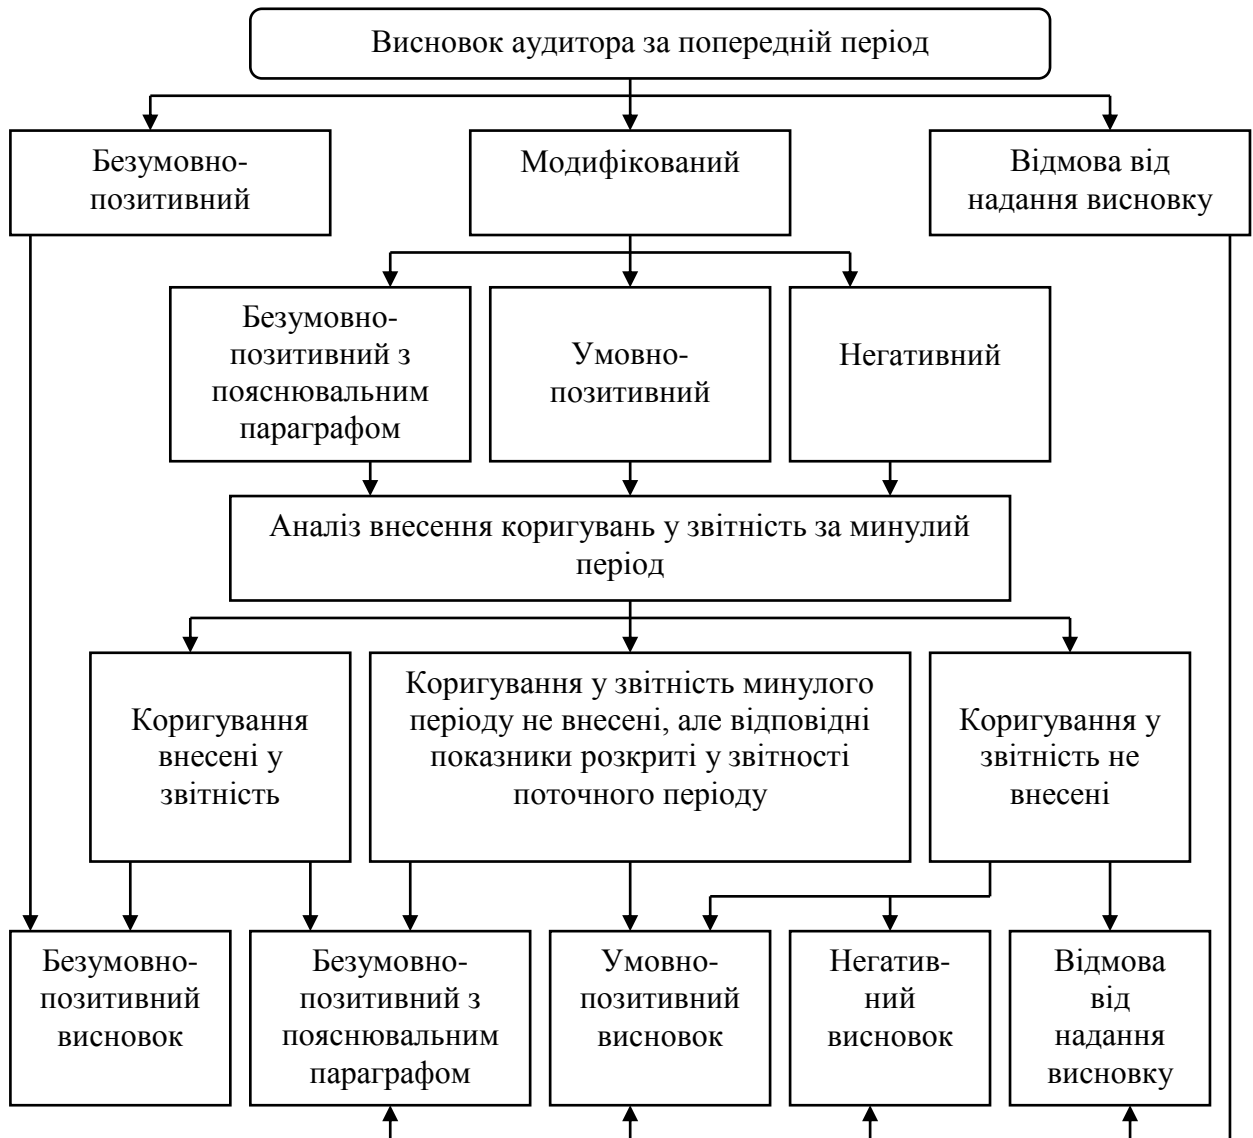 Висновок аудитора за попередній період
Безумовно-
позитивний
Модифікований
Відмова від
надання висновку
Безумовно-
позитивний з
пояснювальним
параграфом
Умовно-
позитивний
Негативний
Аналіз внесення коригувань у звітність за минулий
період
Коригування
внесені у
звітність
Коригування у звітність минулого
періоду не внесені, але відповідні
показники розкриті у звітності
поточного періоду
Коригування у
звітність не
внесені
Безумовно-
позитивний
висновок
Безумовно-
позитивний з
пояснювальним
параграфом
Умовно-
позитивний
висновок
Негатив-
ний
висновок
Відмова
від
надання
висновку